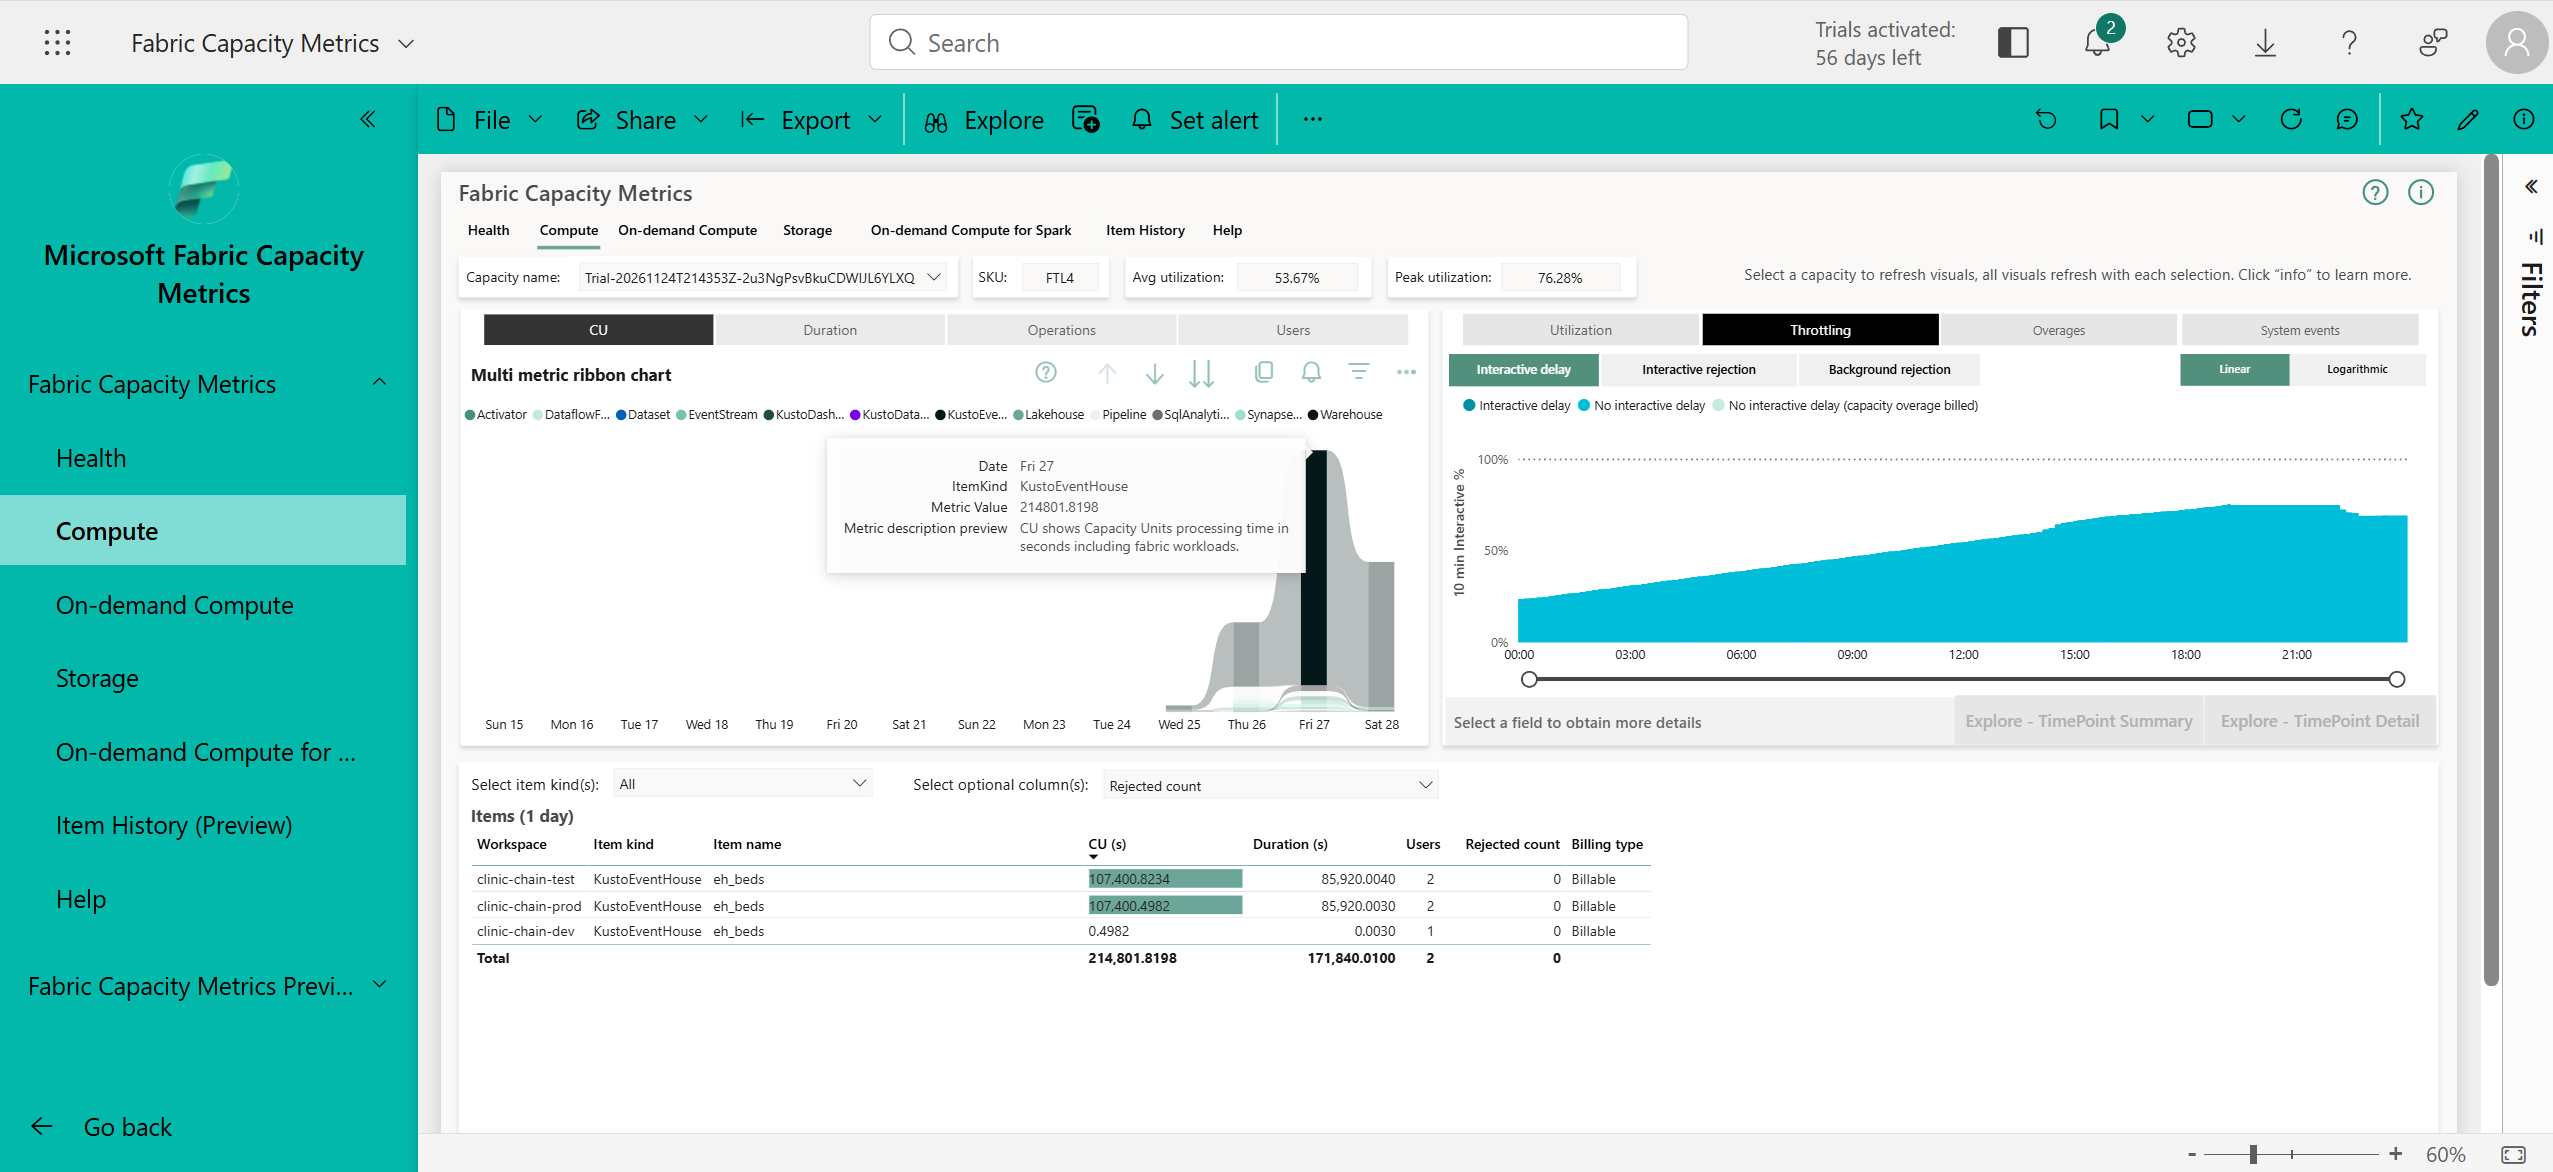 Fabric Capacity Metrics
Search
Trials activated:
56 days left
2
File
Share
Export
Explore
Set alert
Microsoft Fabric Capacity
Metrics
Fabric Capacity Metrics
Health
Compute
On-demand Compute
Storage
On-demand Compute for ...
Item History (Preview)
Help
Fabric Capacity Metrics Previ...
Go back
Fabric Capacity Metrics
Health Compute On-demand Compute Storage On-demand Compute for Spark Item History Help
Capacity name: Trial-20261124T214353Z-2u3NgPsvBkuCDWIJL6YLXQ SKU: FTL4 Avg utilization: 53.67% Peak utilization: 76.28%
Select a capacity to refresh visuals, all visuals refresh with each selection. Click “info” to learn more.
CU Duration Operations Users
Multi metric ribbon chart
Activator DataflowF... Dataset EventStream KustoDash... KustoData... KustoEve... Lakehouse Pipeline SqlAnalyti... Synapse... Warehouse
Date Fri 27
ItemKind KustoEventHouse
Metric Value 214801.8198
Metric description preview CU shows Capacity Units processing time in
seconds including fabric workloads.
Sun 15 Mon 16 Tue 17 Wed 18 Thu 19 Fri 20 Sat 21 Sun 22 Mon 23 Tue 24 Wed 25 Thu 26 Fri 27 Sat 28
Utilization Throttling Overages System events
Interactive delay Interactive rejection Background rejection Linear Logarithmic
Interactive delay No interactive delay No interactive delay (capacity overage billed)
10 min Interactive %
100%
50%
0%
00:00 03:00 06:00 09:00 12:00 15:00 18:00 21:00
Select a field to obtain more details Explore - TimePoint Summary Explore - TimePoint Detail
Select item kind(s): All Select optional column(s): Rejected count
Items (1 day)
Workspace Item kind Item name CU (s) Duration (s) Users Rejected count Billing type
clinic-chain-test KustoEventHouse eh_beds 107,400.8234 85,920.0040 2 0 Billable
clinic-chain-prod KustoEventHouse eh_beds 107,400.4982 85,920.0030 2 0 Billable
clinic-chain-dev KustoEventHouse eh_beds 0.4982 0.0030 1 0 Billable
Total 214,801.8198 171,840.0100 2 0
Filters
- + 60%